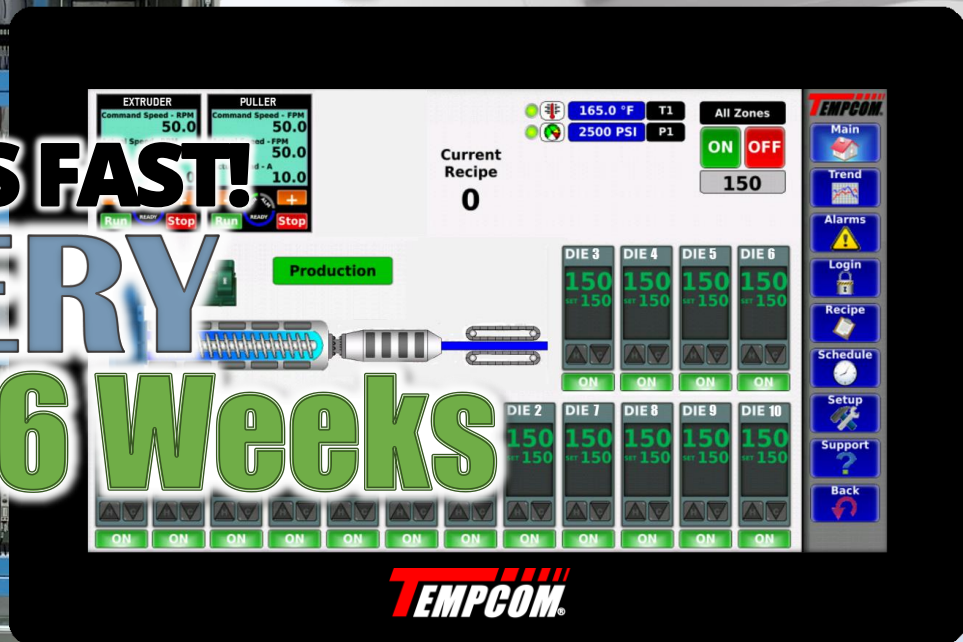 EXTRUDER
Command Speed - RPM
50.0
Run
READY
Stop
PULLER
Command Speed - FPM
50.0
-FPM
50.0
- A
10.0
+
Run
READY
Stop
S FAST!
ERY
6 Weeks
Current
Recipe
0
165.0 °F T1
2500 PSI P1
All Zones
ON OFF
150
Production
DIE 3 DIE 4 DIE 5 DIE 6
150 150 150 150
SET 150 SET 150 SET 150 SET 150
ON ON ON ON
DIE 2 DIE 7 DIE 8 DIE 9 DIE 10
150 150 150 150 150
150 SET 150 SET 150 SET 150 SET 150
ON ON ON ON ON ON ON ON ON ON ON ON
TEMPCOM
Main
Trend
Alarms
Login
Recipe
Schedule
Setup
Support
?
Back
TEMPCOM®